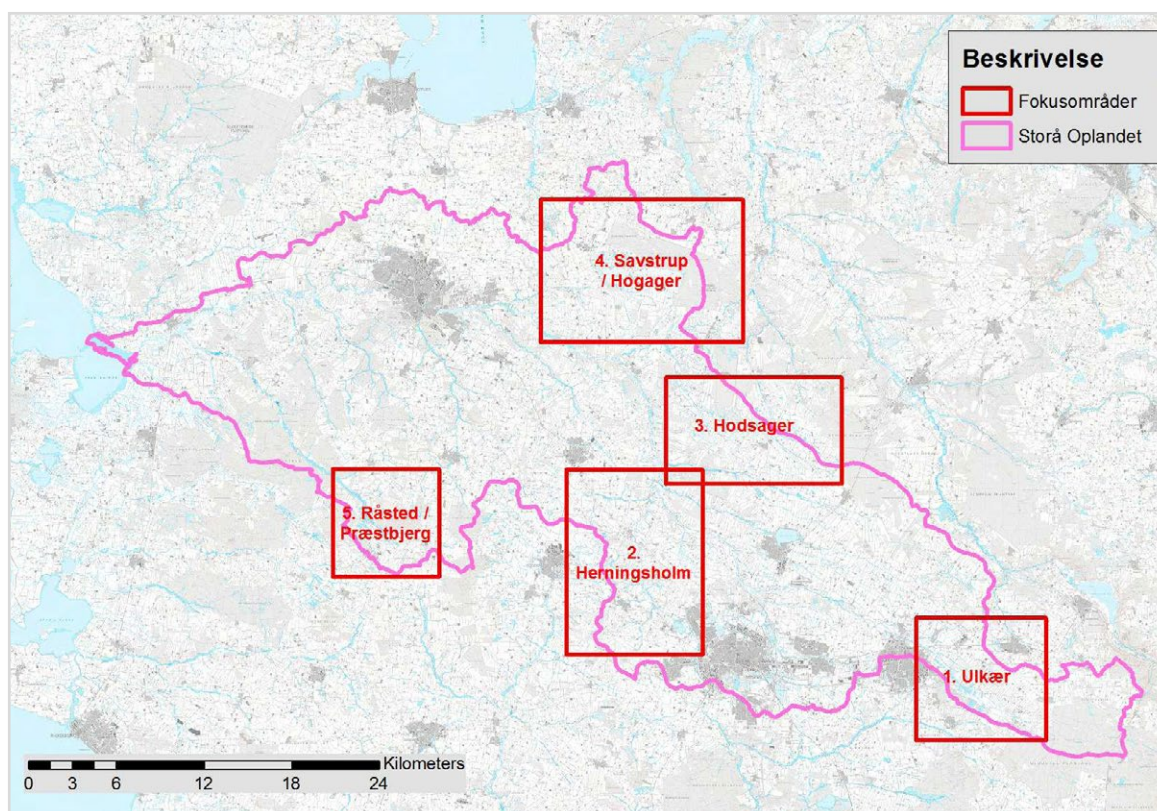 Beskrivelse
Fokusområder
Storå Oplandet
4. Savstrup
/ Hogager
3. Hodsager
5. Råsted /
Præstbjerg
2.
Herningsholm
1. Ulkær
Kilometers
0 3 6 12 18 24